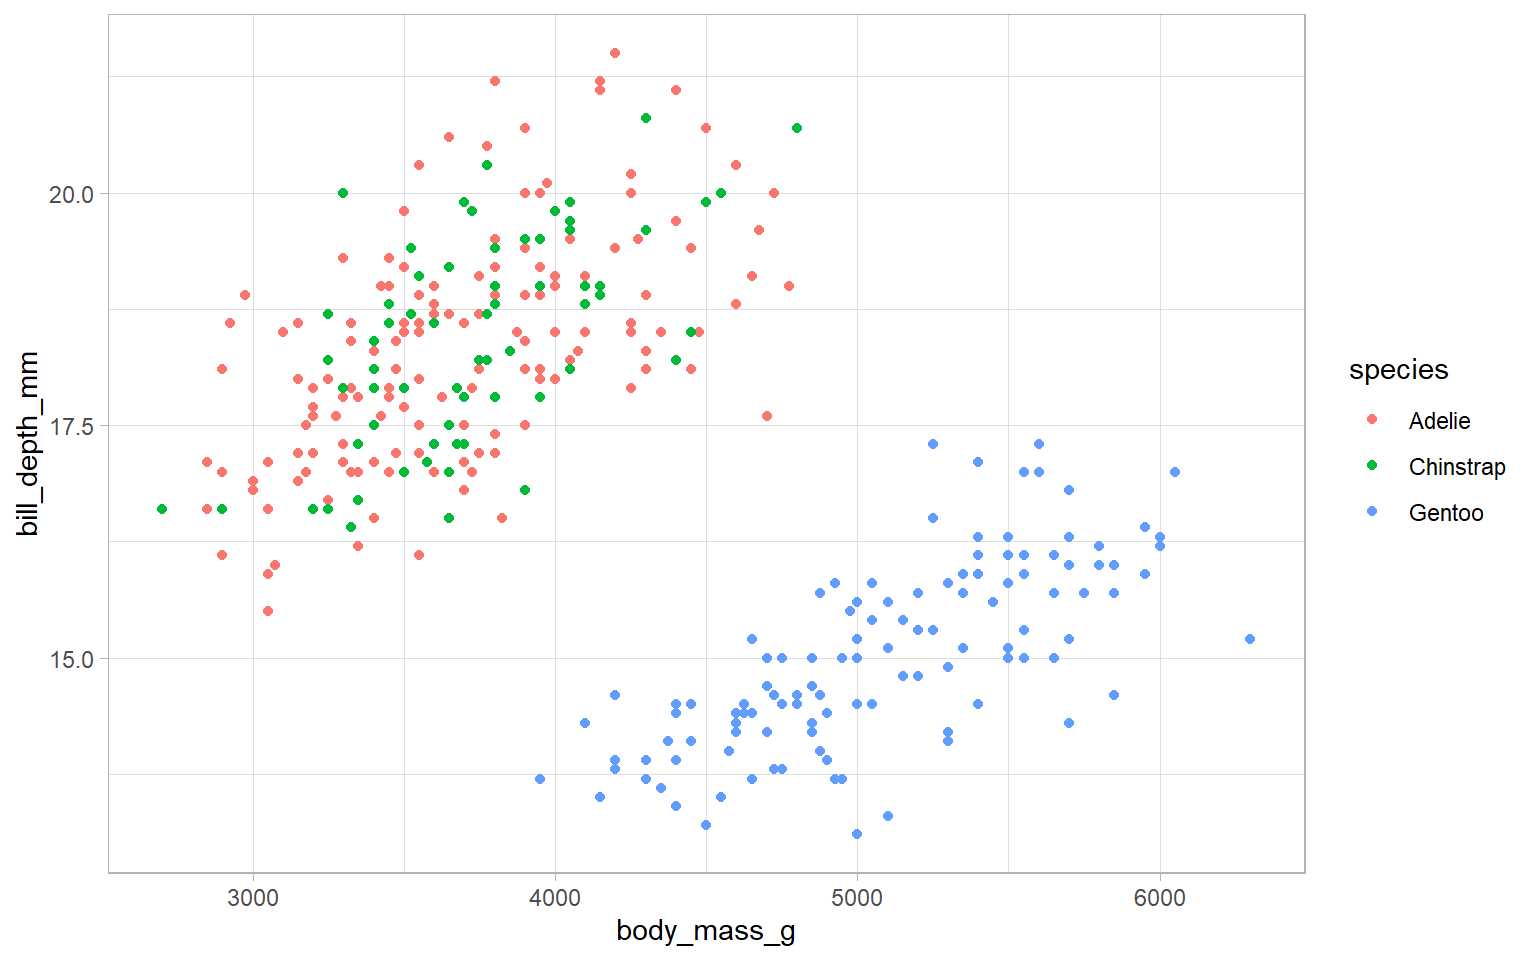 20.0
17.5
15.0
bill_depth_mm
3000 4000 5000 6000
body_mass_g
species
Adelie
Chinstrap
Gentoo